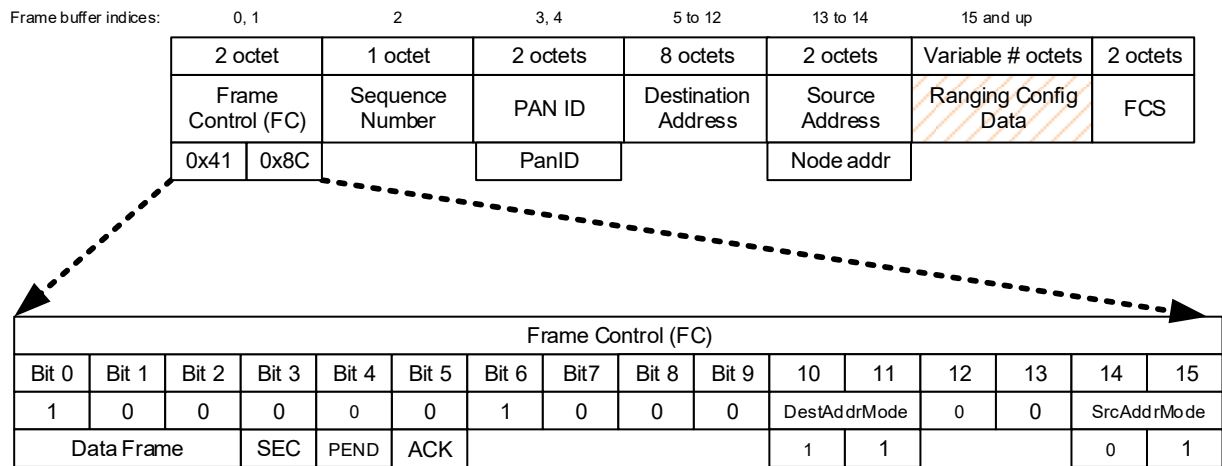 Frame buffer indices: 0, 1 2 3, 4 5 to 12 13 to 14 15 and up
2 octet 1 octet 2 octets 8 octets 2 octets Variable # octets 2 octets
Frame Control (FC) Sequence Number PAN ID Destination Address Source Address Ranging Config Data FCS
0x41 0x8C PanID Node addr
Frame Control (FC)
Bit 0 Bit 1 Bit 2 Bit 3 Bit 4 Bit 5 Bit 6 Bit7 Bit 8 Bit 9 10 11 12 13 14 15
1 0 0 0 0 0 1 0 0 0 DestAddrMode 0 0 SrcAddrMode
Data Frame SEC PEND ACK 1 1 0 1